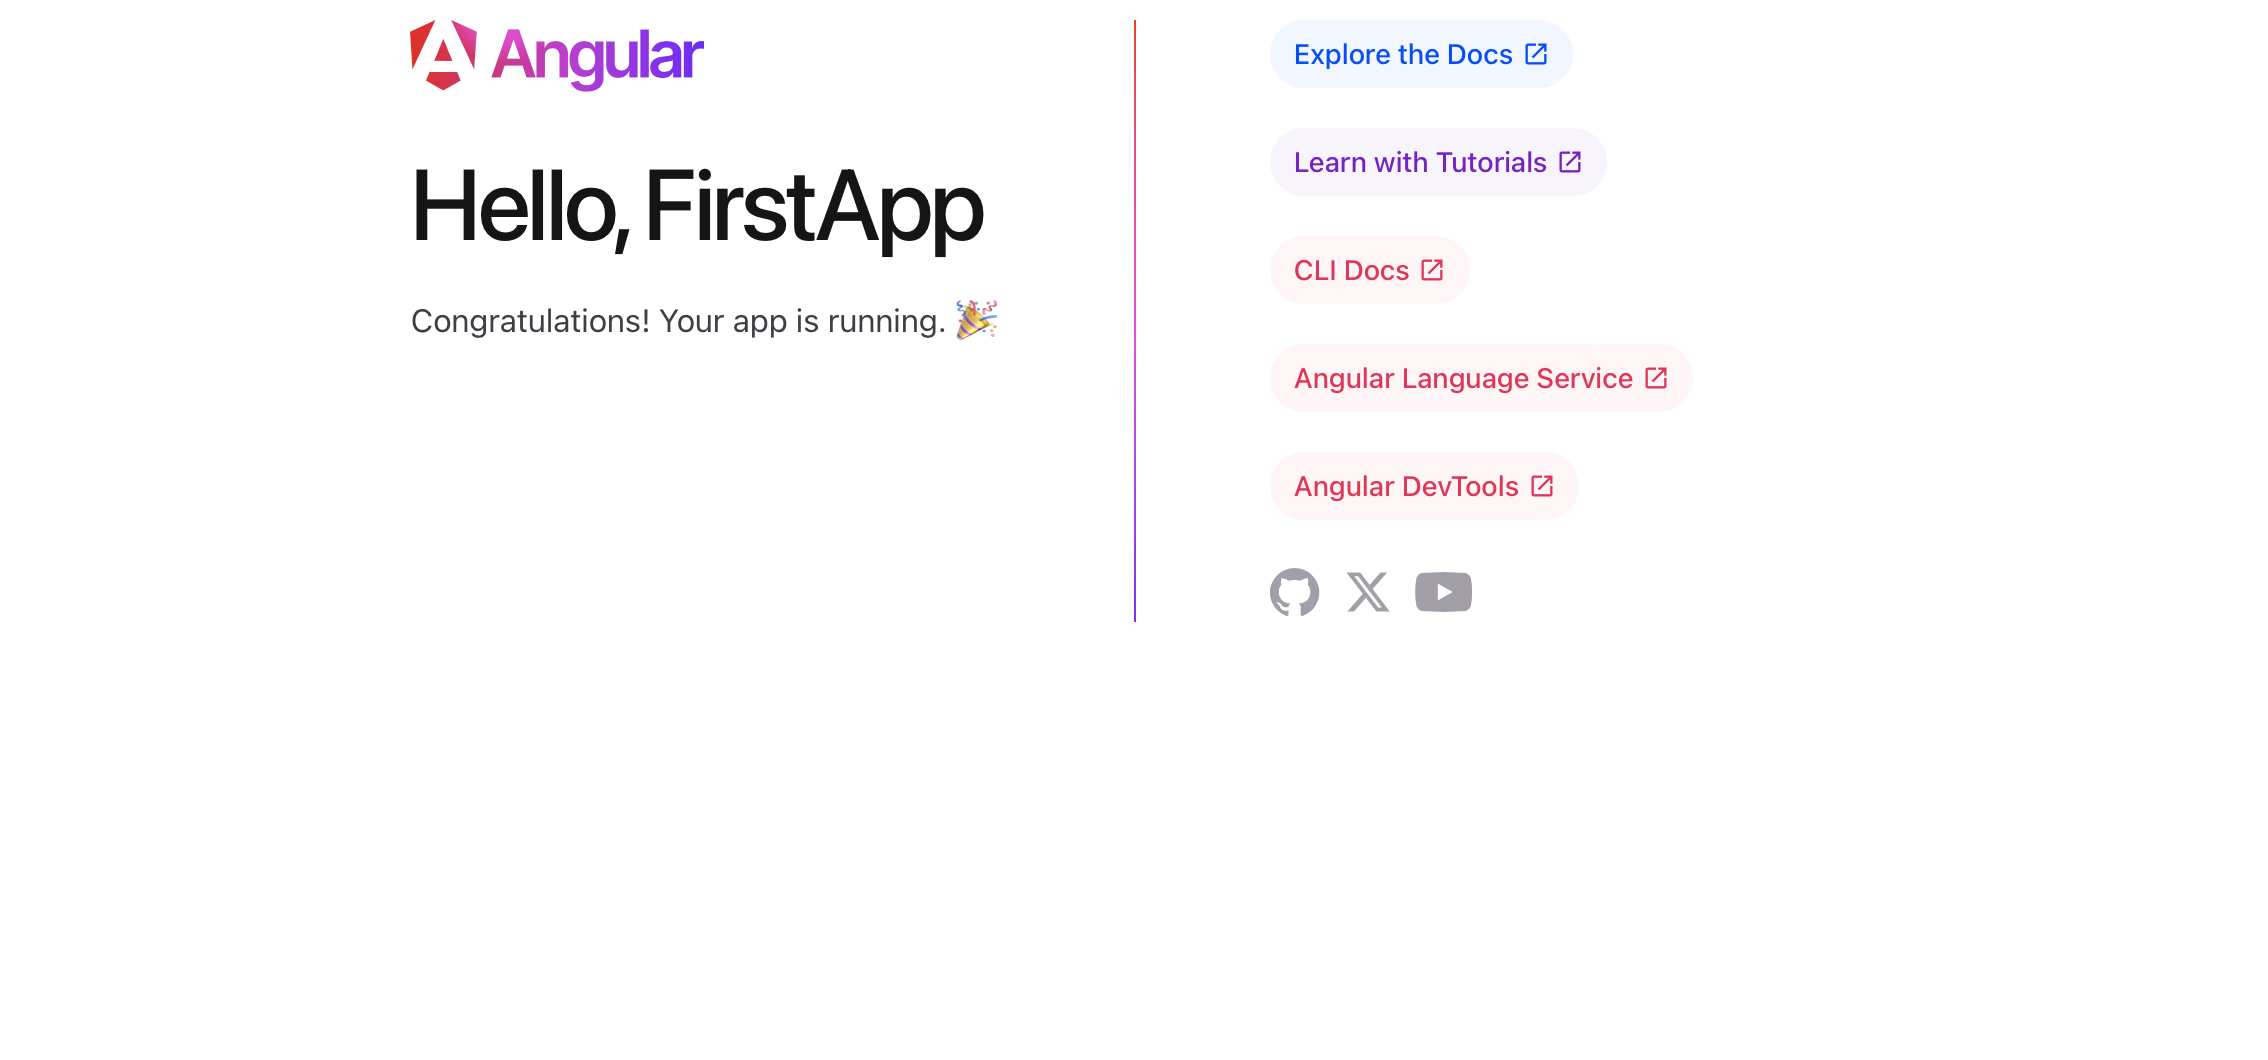 Angular
Hello, FirstApp
Congratulations! Your app is running. 🎉
Explore the Docs
Learn with Tutorials
CLI Docs
Angular Language Service
Angular DevTools